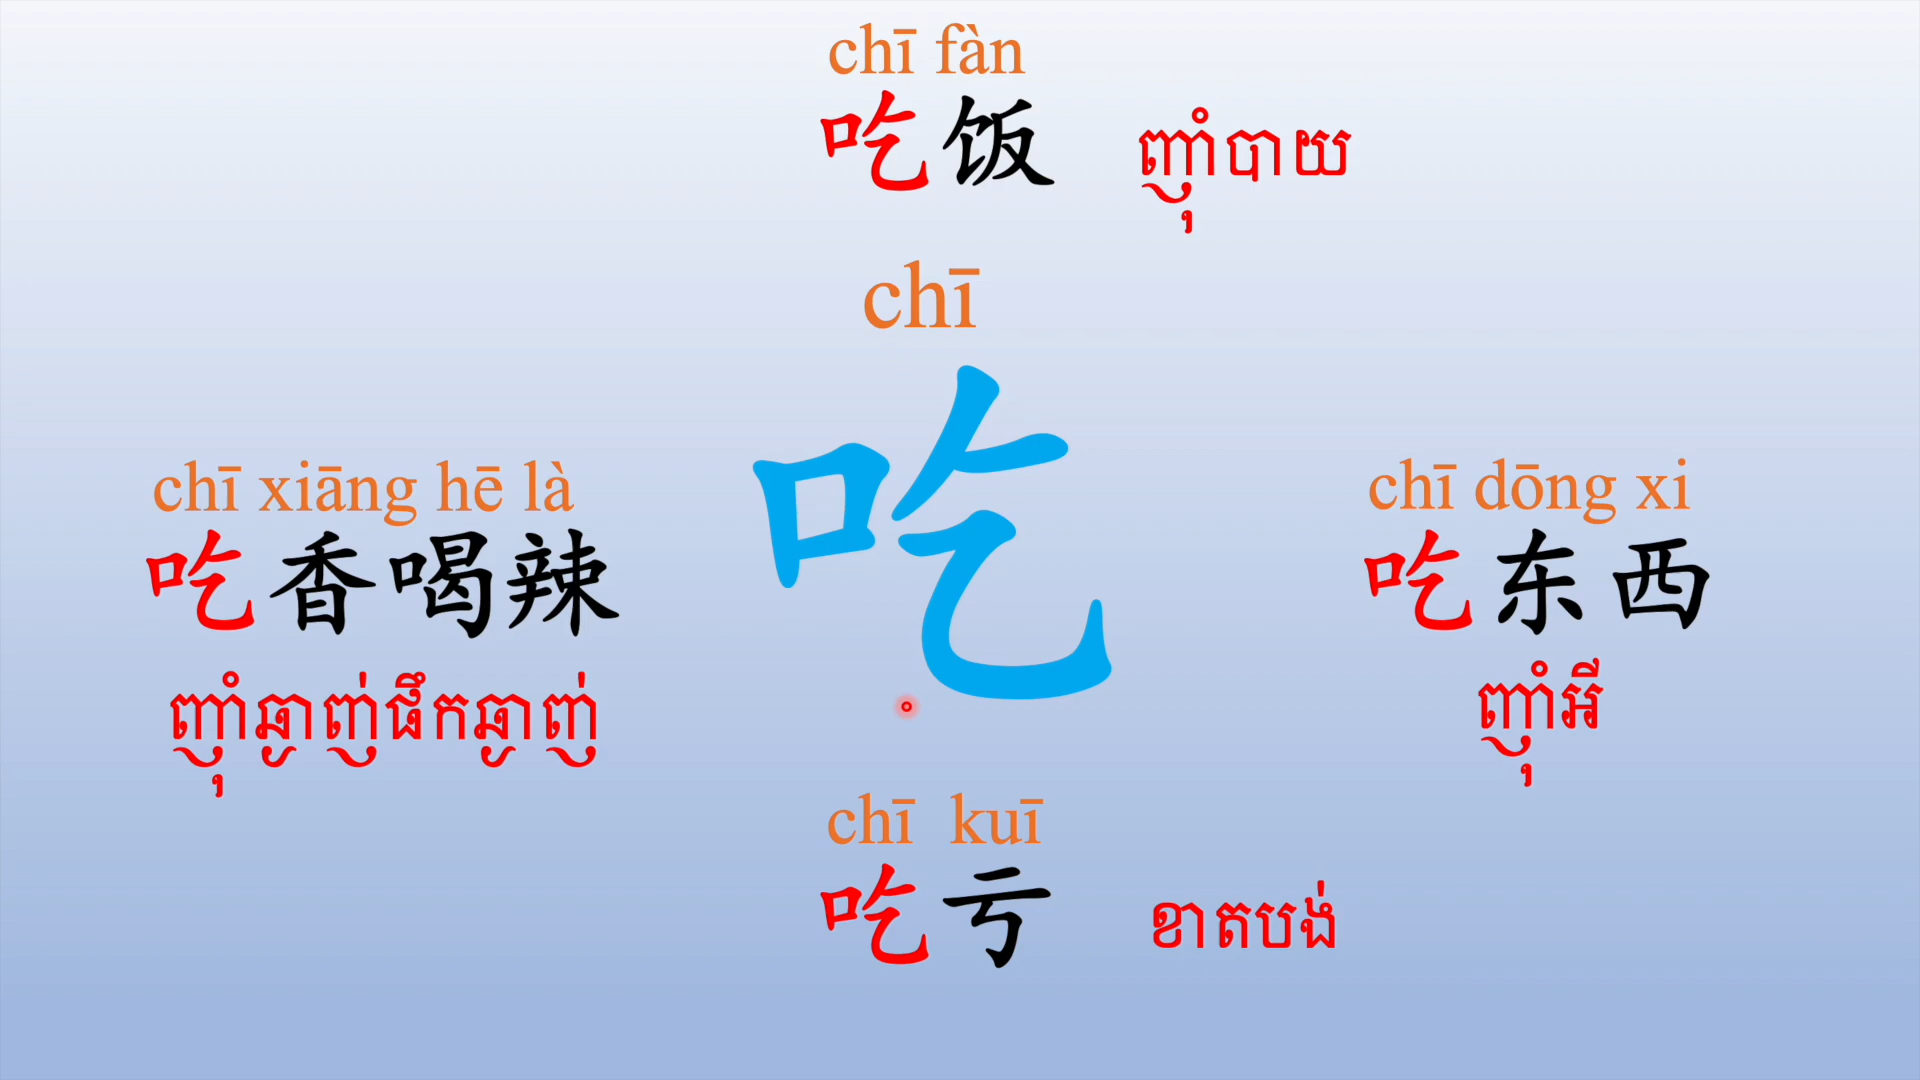 chī fàn
吃饭 ញ៉ាំបាយ
chī
吃
chī xiāng hē là
吃香喝辣
ញ៉ាំឆ្ងាញ់ផឹកឆ្ងាញ់
chī dōng xi
吃东西
ញ៉ាំអី
chī kuī
吃亏 ខាតបង់